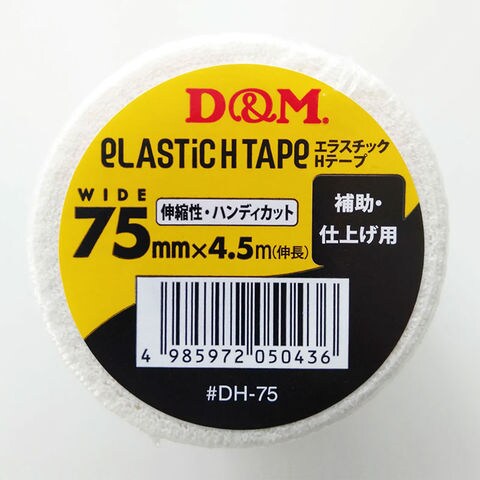 D&M.
eLASTiC H TAPe エラスチック
Hテープ
WIDE
伸縮性・ハンディカット
75mm×4.5m(伸長)
補助・
仕上げ用
4 985972 050436
#DH-75